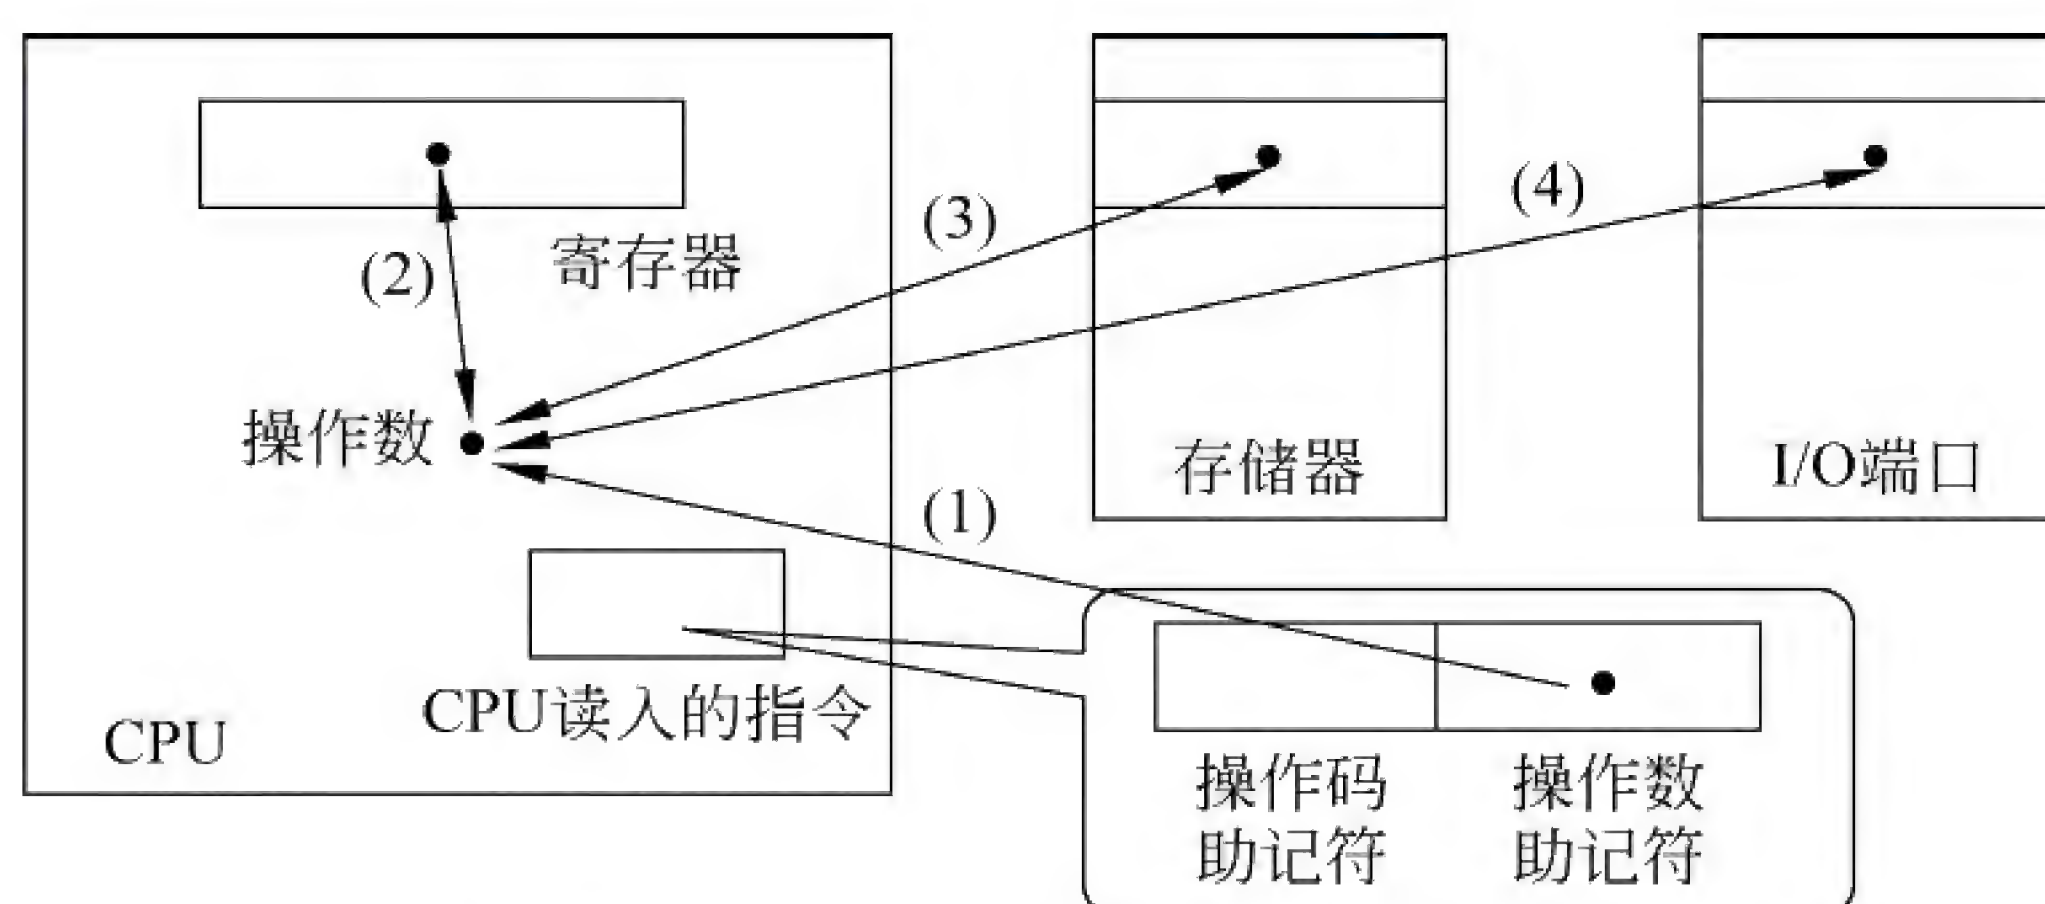 (4)
(3)
寄存器
(2)
操作数
存储器
I/O端口
(1)
CPU读入的指令
CPU
操作码
助记符
操作数
助记符